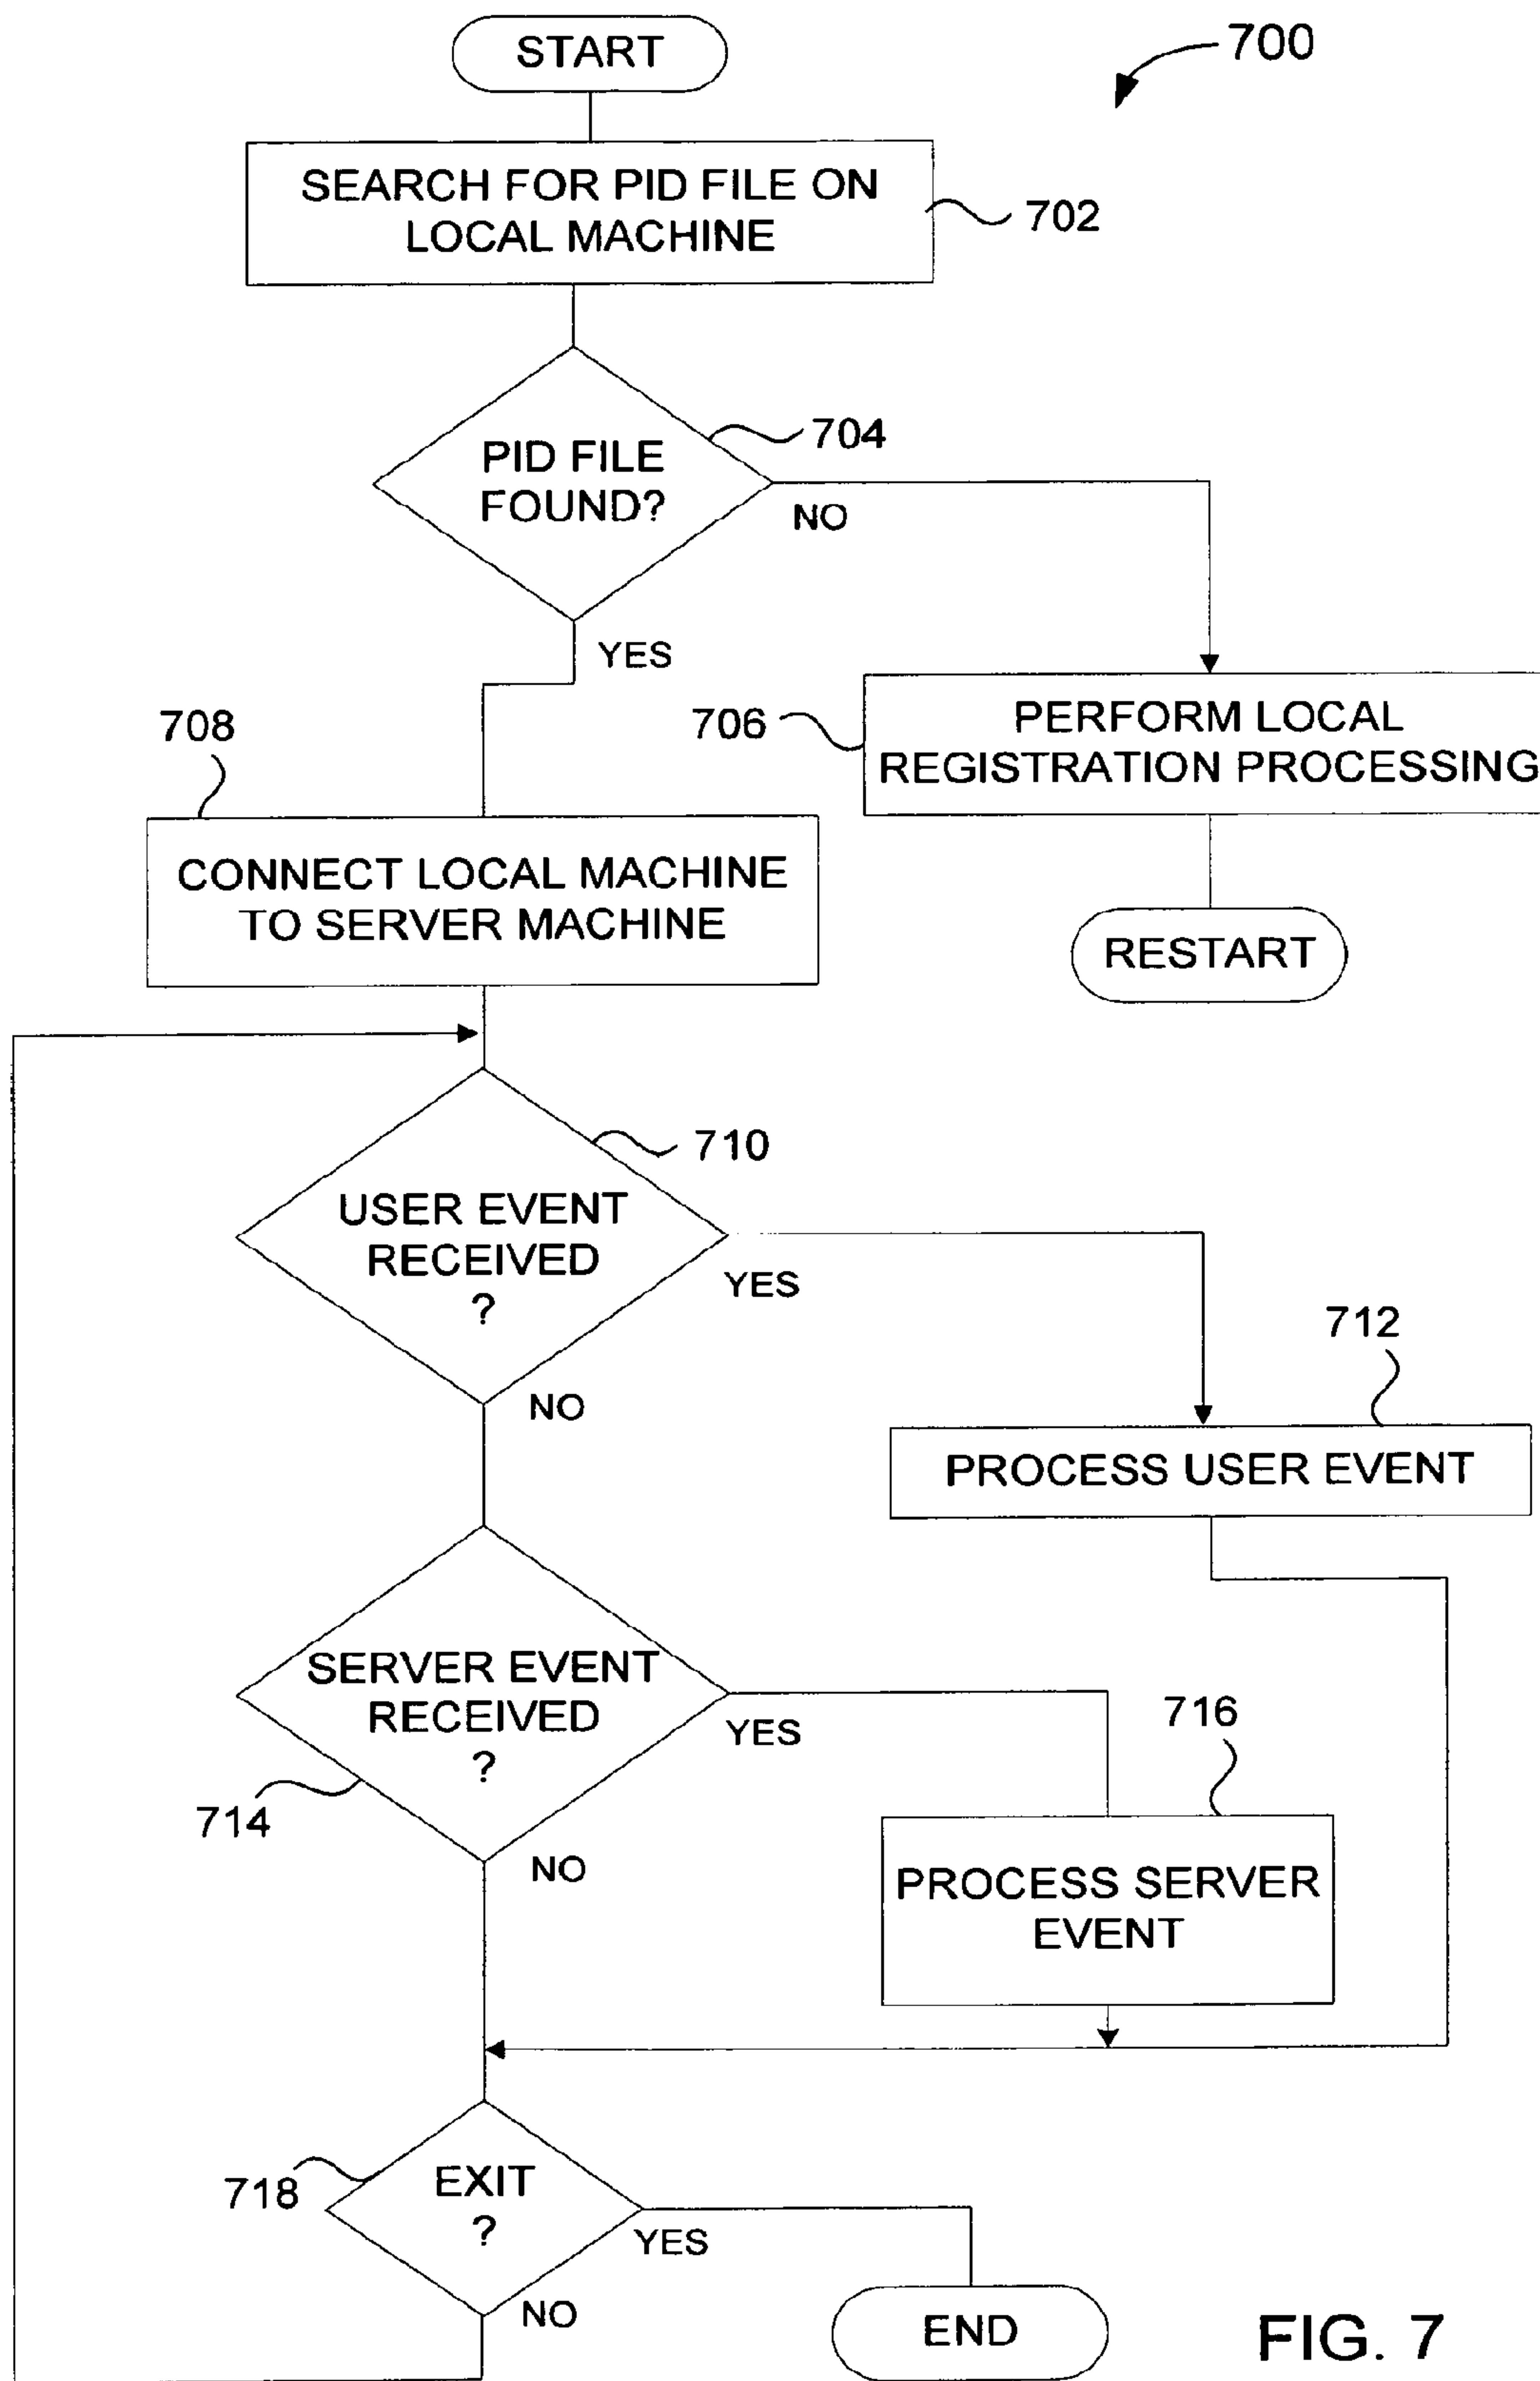 START
700
SEARCH FOR PID FILE ON
LOCAL MACHINE
702
704
PID FILE
FOUND?
NO
YES
708
706
PERFORM LOCAL
REGISTRATION PROCESSING
CONNECT LOCAL MACHINE
TO SERVER MACHINE
RESTART
710
USER EVENT
RECEIVED
?
YES
712
NO
PROCESS USER EVENT
SERVER EVENT
RECEIVED
?
YES
716
714
NO
PROCESS SERVER
EVENT
718
EXIT
?
YES
NO
END
FIG. 7